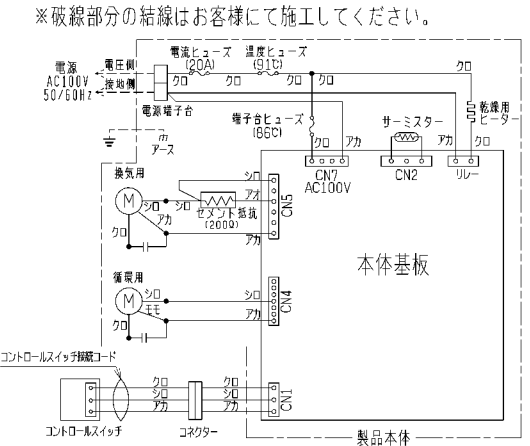 ※破線部分の結線はお客様にて施工してください。
電流ヒューズ 温度ヒューズ
(20A) (91℃)
電源 電圧側
AC100V 接地側
50/60Hz
クロ クロ クロ クロ クロ
電源端子台
乾燥用
ヒーター
端子台ヒューズ
(86℃)
サーミスター
アース
クロ アカ アカ クロ
CN7 CN2 リレー
AC100V
換気用
M
シロ
シロ シロ アオ
アカ
セメント抵抗
(200Ω)
クロ
アカ
CN5
本体基板
循環用
M
シロ シロ
モモ アカ
クロ
CN4
コントロールスイッチ接続コード
クロ クロ
シロ シロ
アカ アカ
CN1
コントロールスイッチ コネクター
製品本体